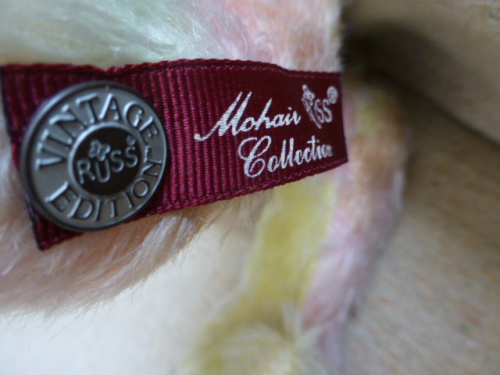 VINTAGE
RUSS
EDITION
Mohair RUSS
Collection